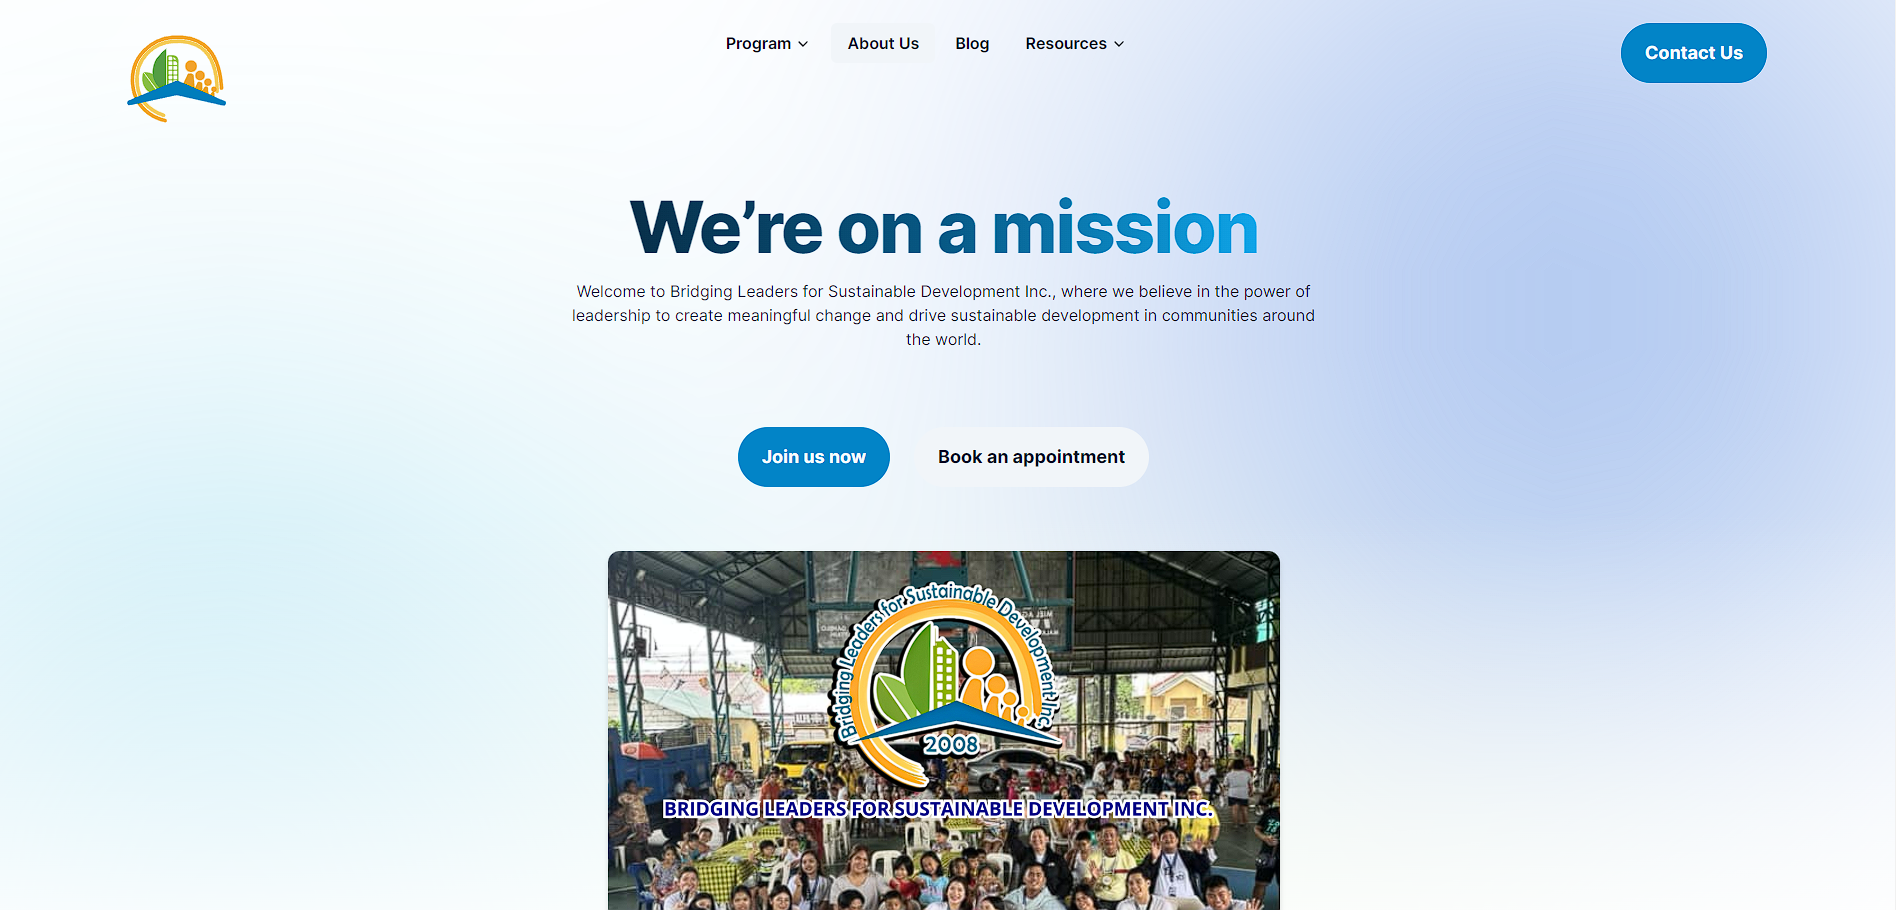 Program
About Us
Blog
Resources
Contact Us
We’re on a mission
Welcome to Bridging Leaders for Sustainable Development Inc., where we believe in the power of
leadership to create meaningful change and drive sustainable development in communities around
the world.
Join us now
Book an appointment
Bridging Leaders for Sustainable Development Inc.
2008
BRIDGING LEADERS FOR SUSTAINABLE DEVELOPMENT INC.